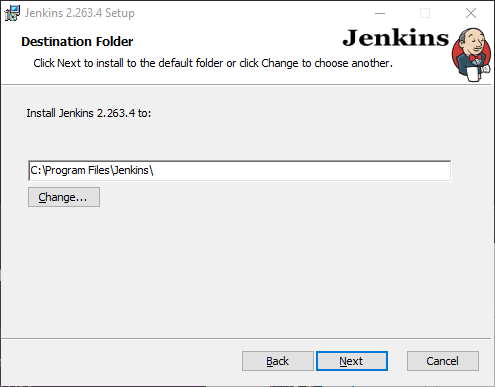 Jenkins 2.263.4 Setup
Destination Folder
Jenkins
Click Next to install to the default folder or click Change to choose another.
Install Jenkins 2.263.4 to:
C:\Program Files\Jenkins\
Change...
Back
Next
Cancel